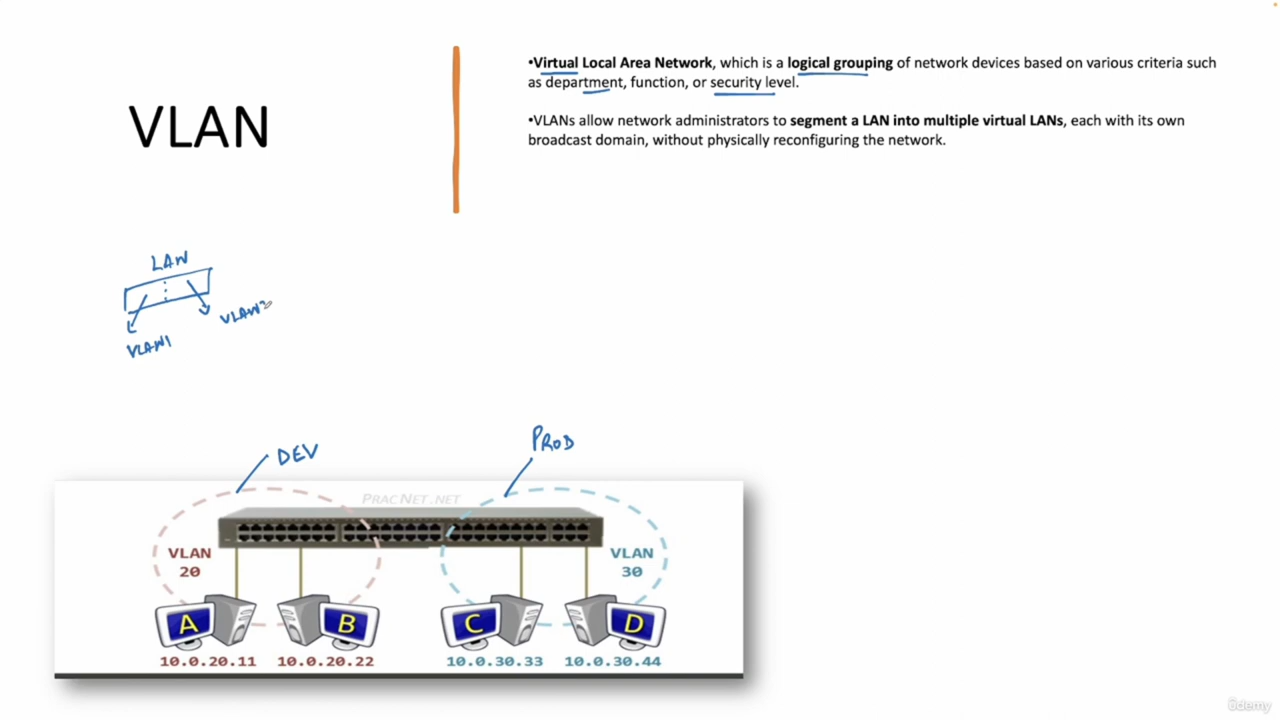 VLAN
•Virtual Local Area Network, which is a logical grouping of network devices based on various criteria such
as department, function, or security level.
•VLANs allow network administrators to segment a LAN into multiple virtual LANs, each with its own
broadcast domain, without physically reconfiguring the network.
LAN
VLAN1
VLAN2
DEV
PROD
PRACNET.NET
VLAN
20
VLAN
30
A
B
C
D
10.0.20.11
10.0.20.22
10.0.30.33
10.0.30.44
ûdemy